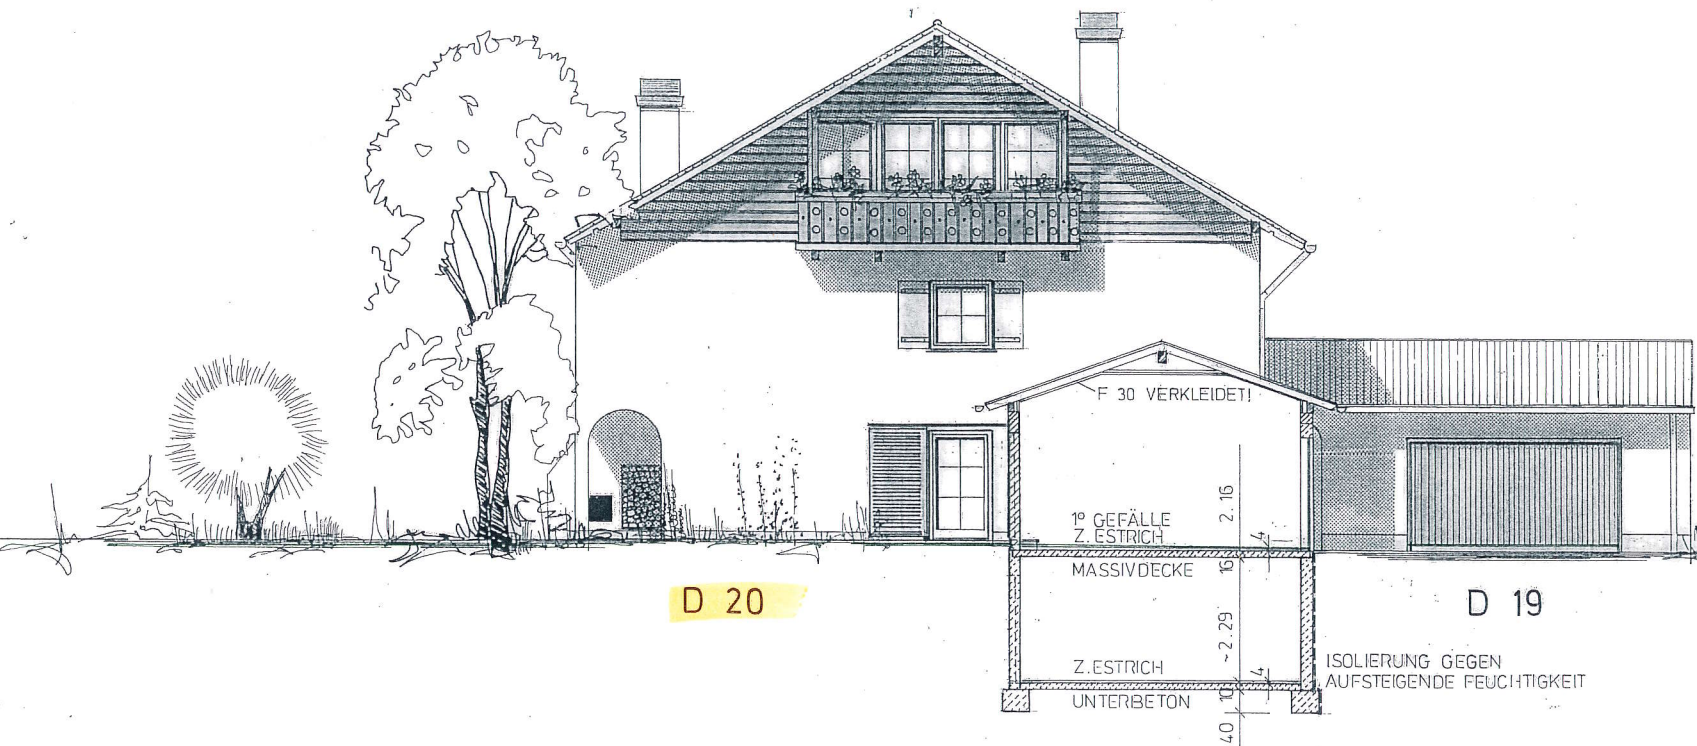 F 30 VERKLEIDET!
2.16
1° GEFÄLLE
Z. ESTRICH
4
MASSIVDECKE
16
D 20
D 19
~2.29
Z.ESTRICH
4
ISOLIERUNG GEGEN
AUFSTEIGENDE FEUCHTIGKEIT
UNTERBETON
10
40